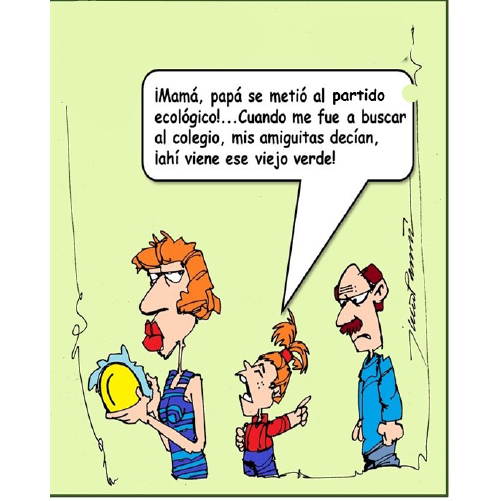 ¡Mamá, papá se metió al partido
ecológico!...Cuando me fue a buscar
al colegio, mis amiguitas decían,
¡ahí viene ese viejo verde!